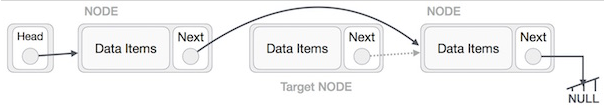 NODE NODE
Head Data Items Next Data Items Next Data Items Next
Target NODE
NULL